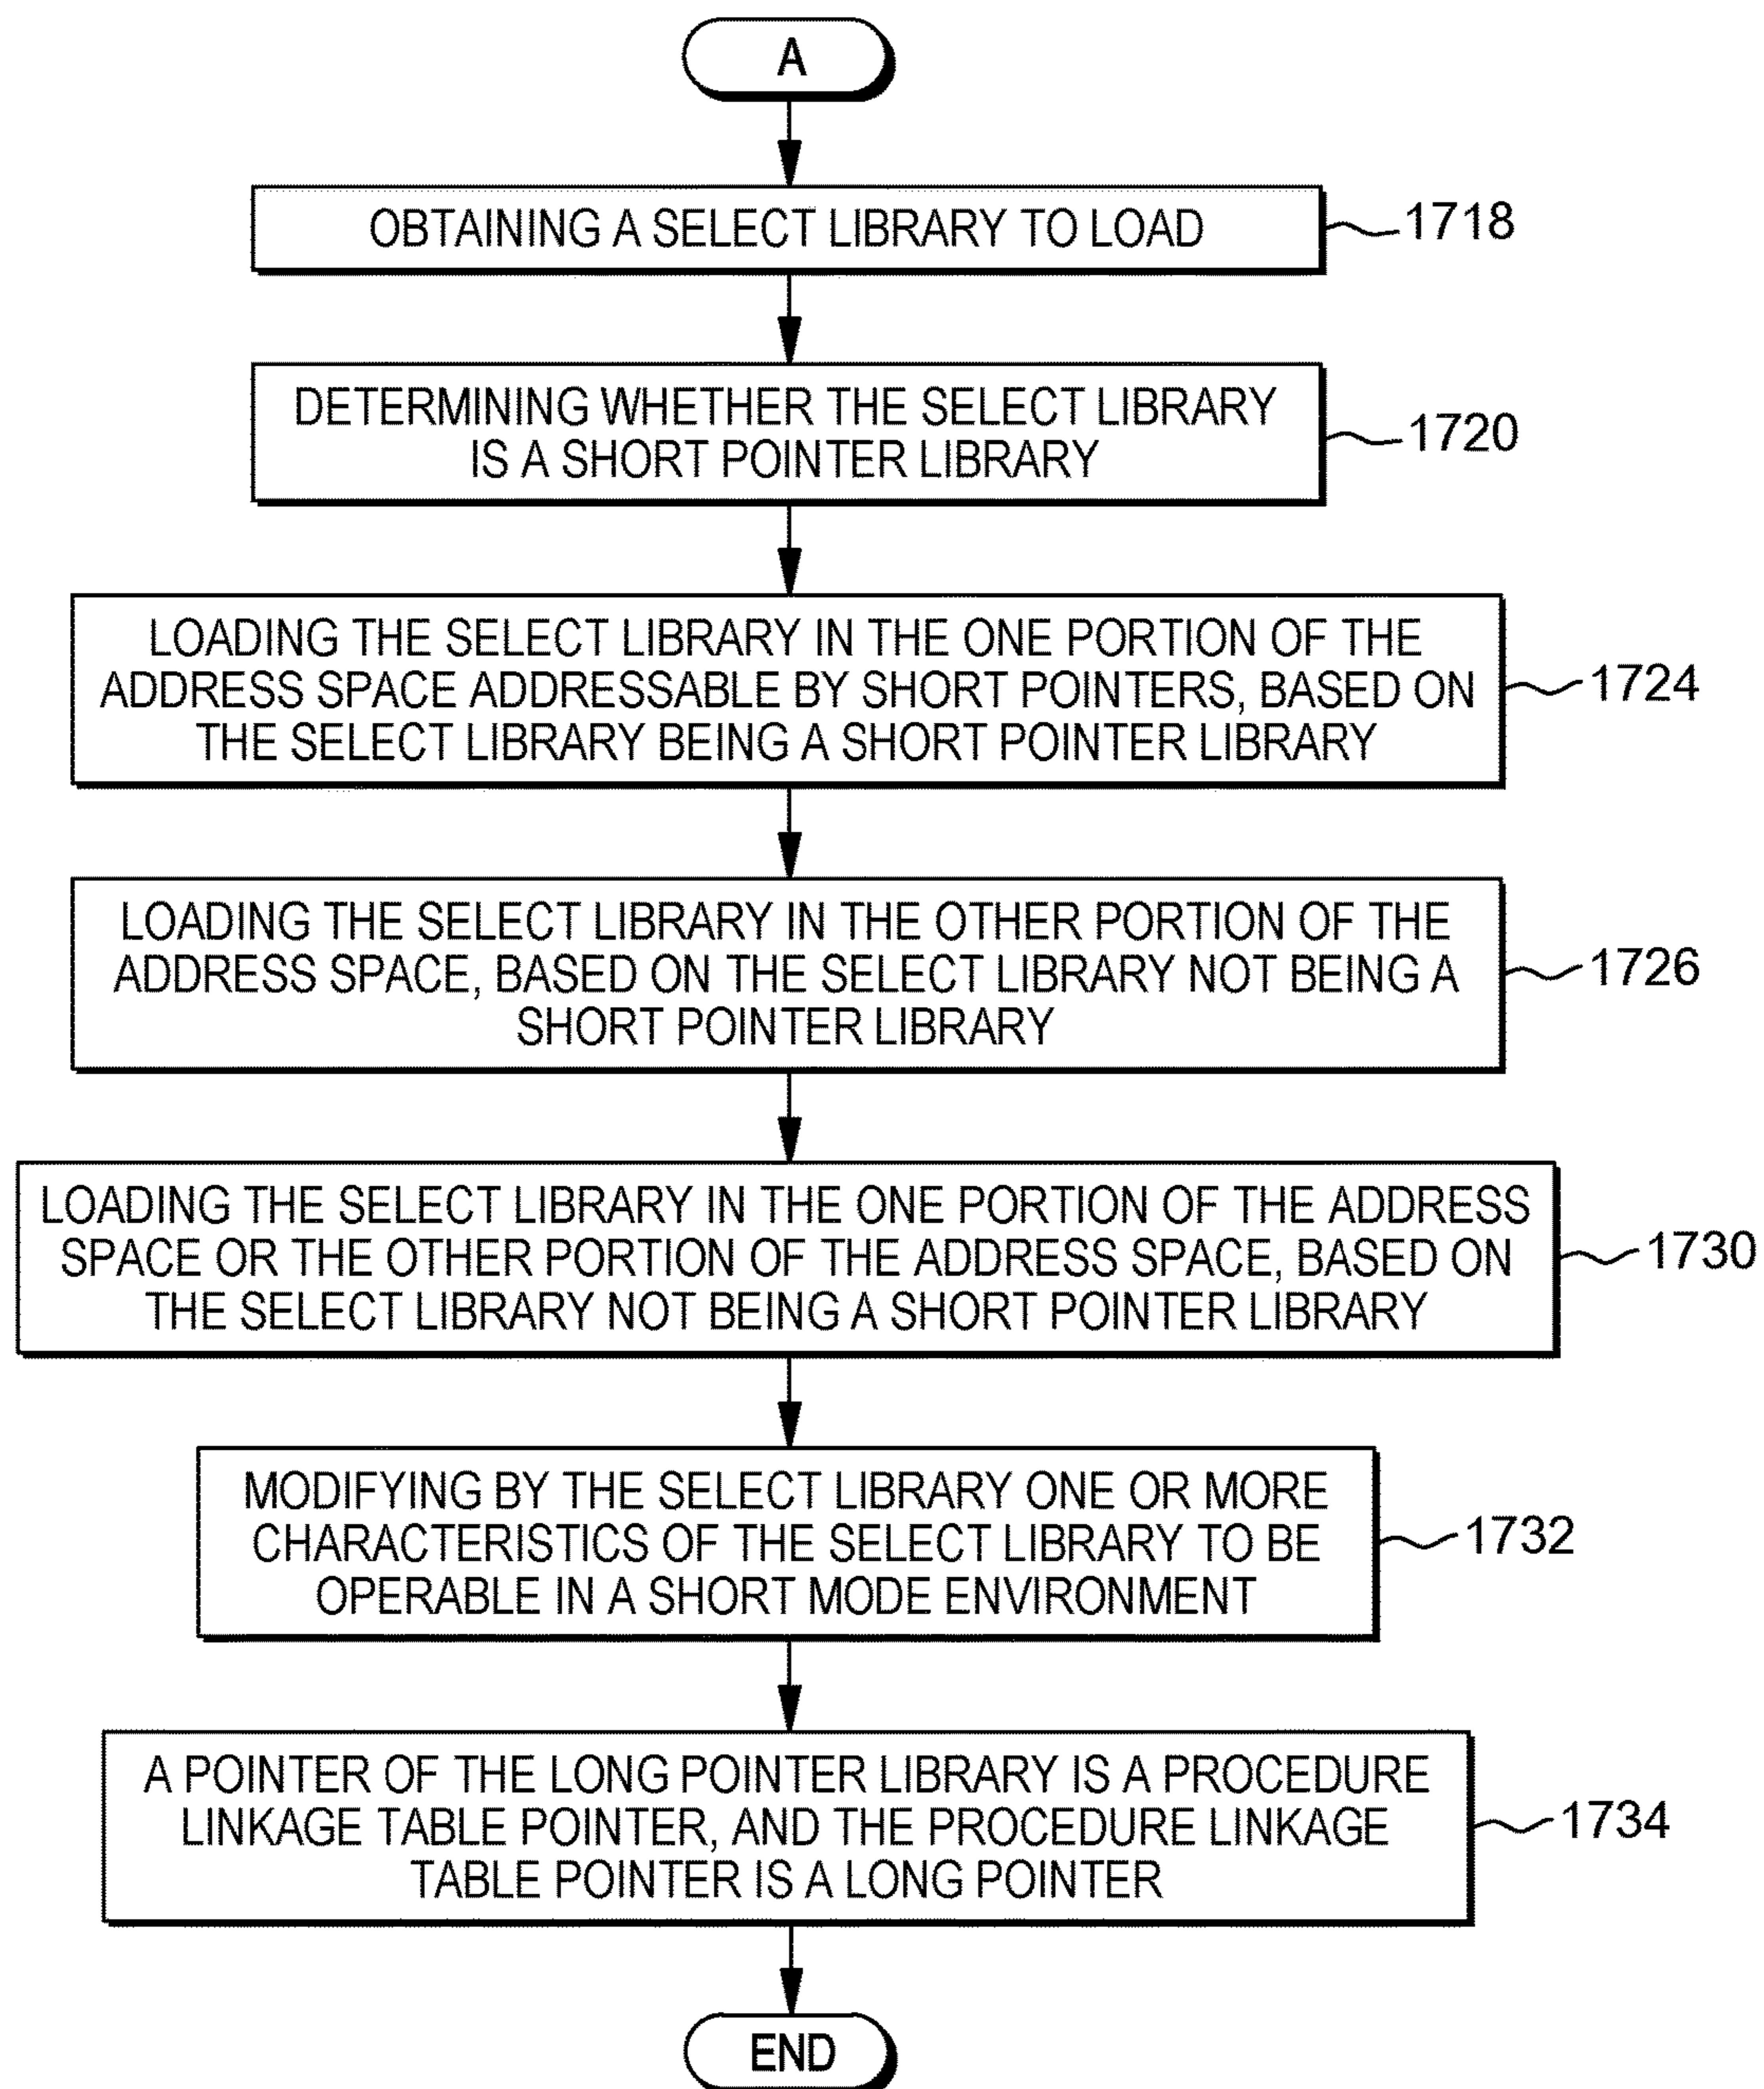 A
OBTAINING A SELECT LIBRARY TO LOAD
1718
DETERMINING WHETHER THE SELECT LIBRARY
IS A SHORT POINTER LIBRARY
1720
LOADING THE SELECT LIBRARY IN THE ONE PORTION OF THE
ADDRESS SPACE ADDRESSABLE BY SHORT POINTERS, BASED ON
THE SELECT LIBRARY BEING A SHORT POINTER LIBRARY
1724
LOADING THE SELECT LIBRARY IN THE OTHER PORTION OF THE
ADDRESS SPACE, BASED ON THE SELECT LIBRARY NOT BEING A
SHORT POINTER LIBRARY
1726
LOADING THE SELECT LIBRARY IN THE ONE PORTION OF THE ADDRESS
SPACE OR THE OTHER PORTION OF THE ADDRESS SPACE, BASED ON
THE SELECT LIBRARY NOT BEING A SHORT POINTER LIBRARY
1730
MODIFYING BY THE SELECT LIBRARY ONE OR MORE
CHARACTERISTICS OF THE SELECT LIBRARY TO BE
OPERABLE IN A SHORT MODE ENVIRONMENT
1732
A POINTER OF THE LONG POINTER LIBRARY IS A PROCEDURE
LINKAGE TABLE POINTER, AND THE PROCEDURE LINKAGE
TABLE POINTER IS A LONG POINTER
1734
END